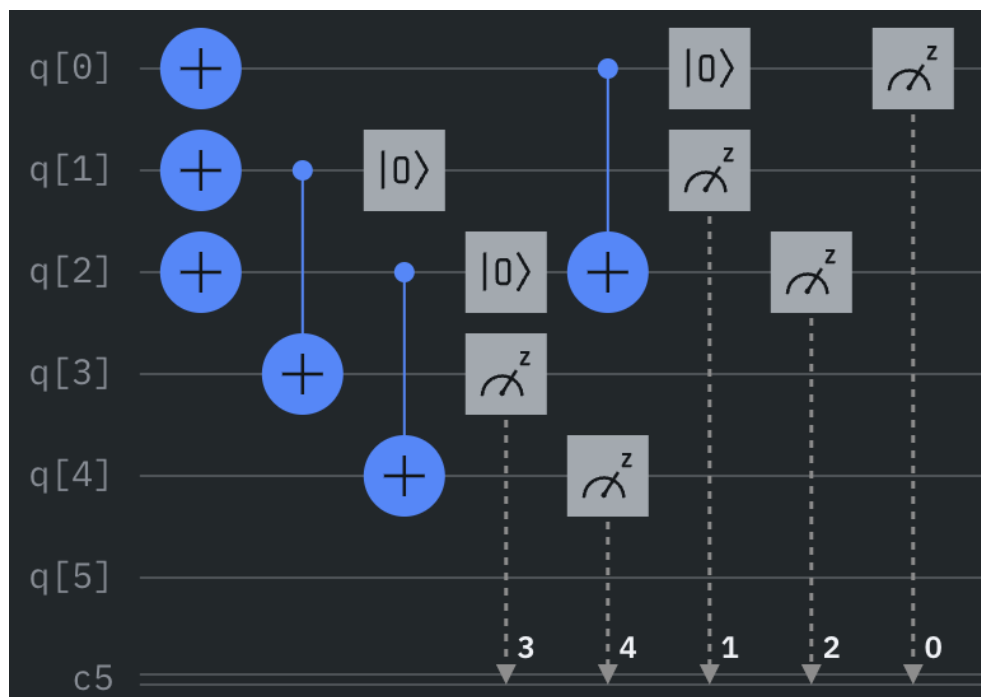 q[0] |0⟩ z
q[1] |0⟩ z
q[2] |0⟩ z
q[3] z
q[4] z
q[5]
3 4 1 2 0
c5